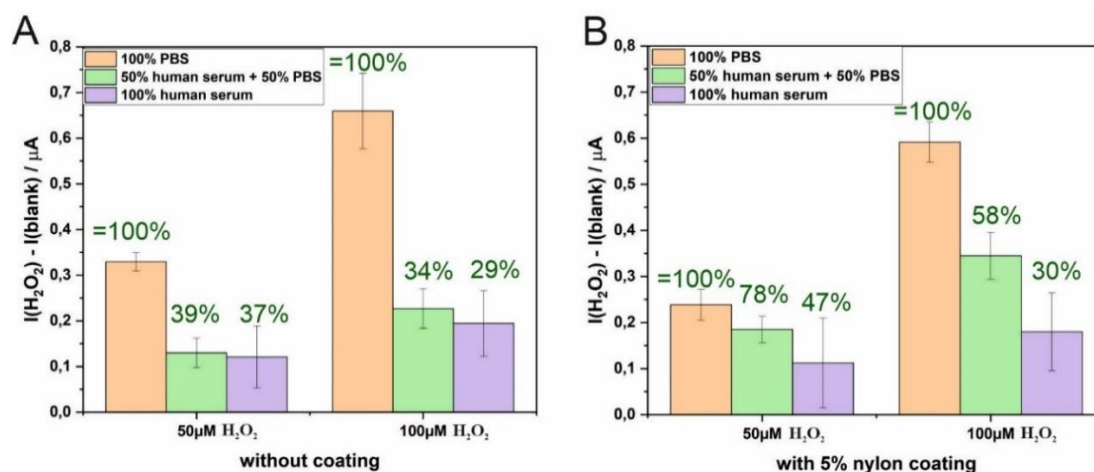 A
I(H₂O₂) - I(blank) / μA
0,8
0,7
0,6
0,5
0,4
0,3
0,2
0,1
0,0
100% PBS
50% human serum + 50% PBS
100% human serum
=100%
39%
37%
=100%
34%
29%
50μM H₂O₂
100μM H₂O₂
without coating
B
I(H₂O₂) - I(blank) / μA
0,8
0,7
0,6
0,5
0,4
0,3
0,2
0,1
0,0
100% PBS
50% human serum + 50% PBS
100% human serum
=100%
78%
47%
=100%
58%
30%
50μM H₂O₂
100μM H₂O₂
with 5% nylon coating